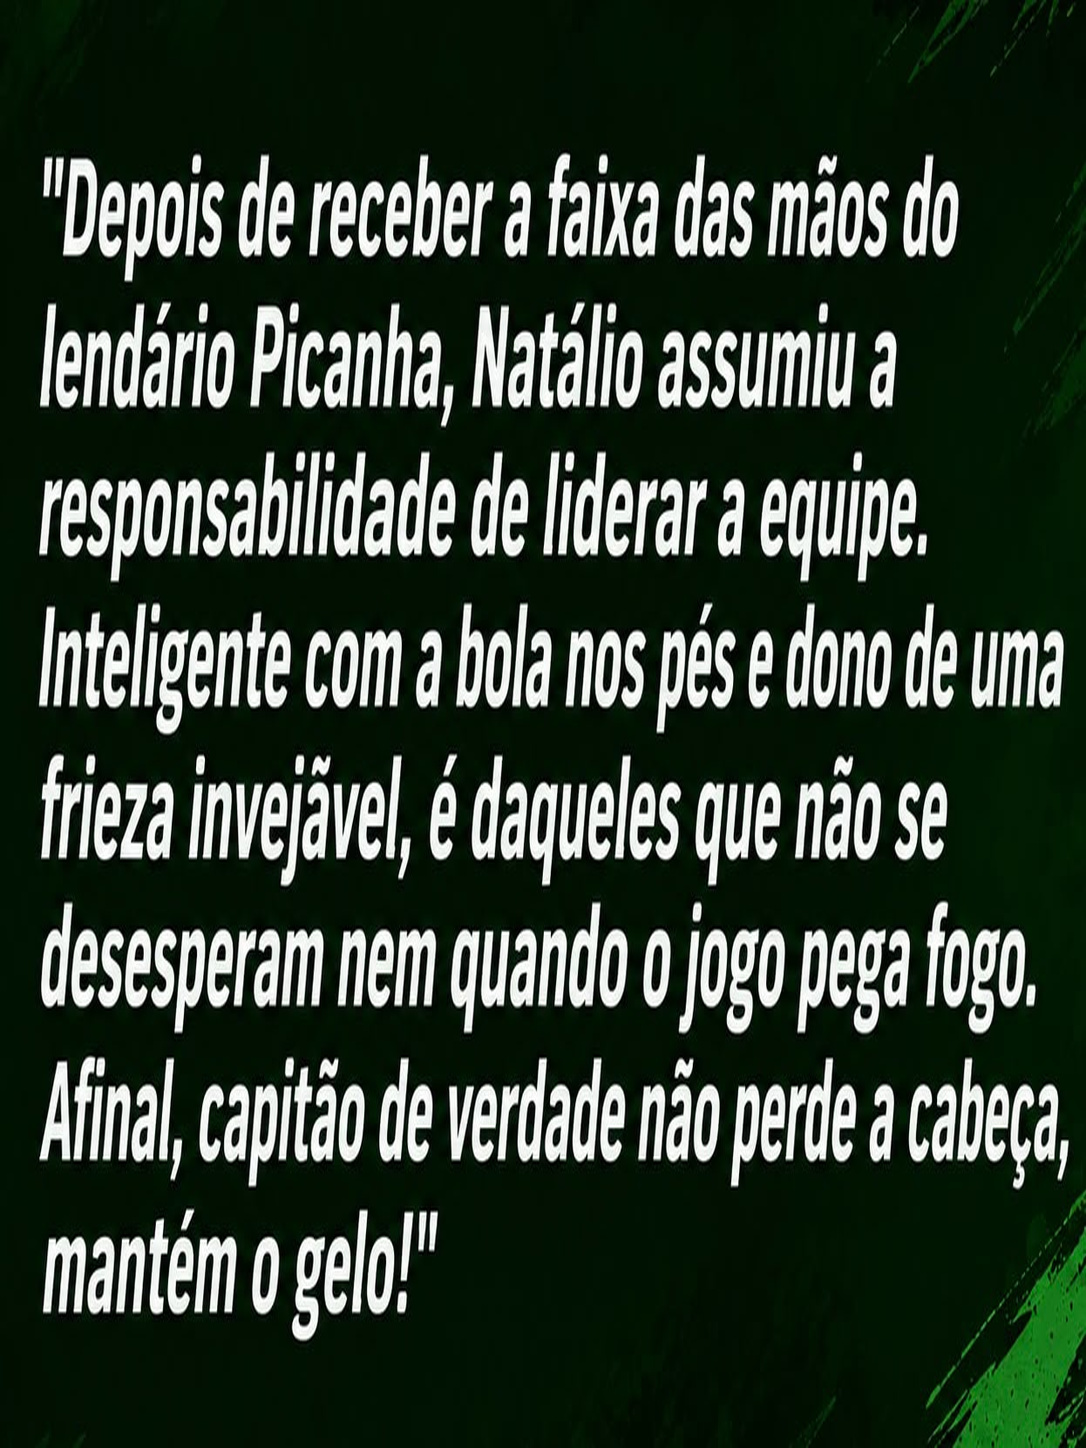 "Depois de receber a faixa das mãos do
lendário Picanha, Natálio assumiu a
responsabilidade de liderar a equipe.
Inteligente com a bola nos pés e dono de uma
frieza invejãvel, é daqueles que não se
desesperam nem quando o jogo pega fogo.
Afinal, capitão de verdade não perde a cabeça,
mantém o gelo!"